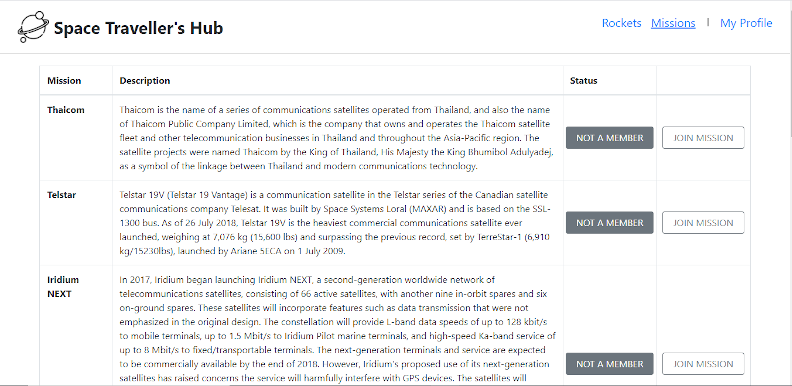 Space Traveller's Hub
Rockets Missions | My Profile
Mission Description Status
Thaicom
Thaicom is the name of a series of communications satellites operated from Thailand, and also the name
of Thaicom Public Company Limited, which is the company that owns and operates the Thaicom satellite
fleet and other telecommunication businesses in Thailand and throughout the Asia-Pacific region. The
satellite projects were named Thaicom by the King of Thailand, His Majesty the King Bhumibol Adulyadej,
as a symbol of the linkage between Thailand and modern communications technology.
NOT A MEMBER
JOIN MISSION
Telstar
Telstar 19V (Telstar 19 Vantage) is a communication satellite in the Telstar series of the Canadian satellite
communications company Telesat. It was built by Space Systems Loral (MAXAR) and is based on the SSL-
1300 bus. As of 26 July 2018, Telstar 19V is the heaviest commercial communications satellite ever
launched, weighing at 7,076 kg (15,600 lbs) and surpassing the previous record, set by TerreStar-1 (6,910
kg/15230lbs), launched by Ariane 5ECA on 1 July 2009.
NOT A MEMBER
JOIN MISSION
Iridium
NEXT
In 2017, Iridium began launching Iridium NEXT, a second-generation worldwide network of
telecommunications satellites, consisting of 66 active satellites, with another nine in-orbit spares and six
on-ground spares. These satellites will incorporate features such as data transmission that were not
emphasized in the original design. The constellation will provide L-band data speeds of up to 128 kbit/s
to mobile terminals, up to 1.5 Mbit/s to Iridium Pilot marine terminals, and high-speed Ka-band service of
up to 8 Mbit/s to fixed/transportable terminals. The next-generation terminals and service are expected
to be commercially available by the end of 2018. However, Iridium's proposed use of its next-generation
satellites has raised concerns the service will harmfully interfere with GPS devices. The satellites will
NOT A MEMBER
JOIN MISSION